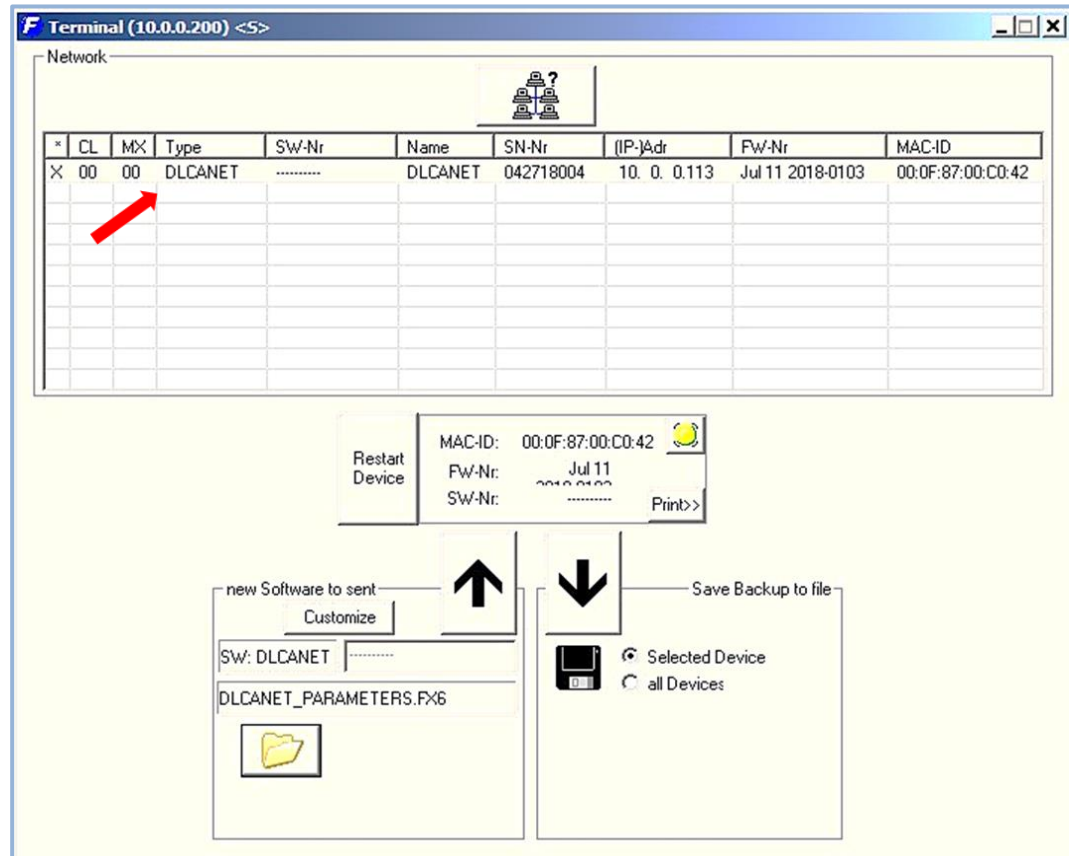 Terminal (10.0.0.200) <S>
Network
* CL MX Type SW-Nr Name SN-Nr (IP-)Adr FW-Nr MAC-ID
X 00 00 DLCANET ---------- DLCANET 042718004 10. 0. 0.113 Jul 11 2018-0103 00:0F:87:00:C0:42
Restart
Device
MAC-ID: 00:0F:87:00:C0:42
FW-Nr: Jul 11
SW-Nr: ----------
Print>>
new Software to sent
Customize
SW: DLCANET ----------
DLCANET_PARAMETERS.FX6
Save Backup to file
Selected Device
all Devices